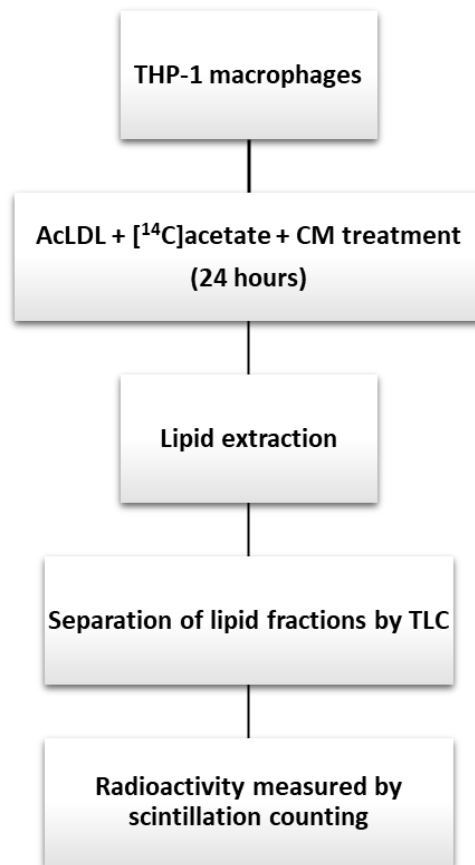 THP-1 macrophages
AcLDL + [¹⁴C]acetate + CM treatment
(24 hours)
Lipid extraction
Separation of lipid fractions by TLC
Radioactivity measured by
scintillation counting